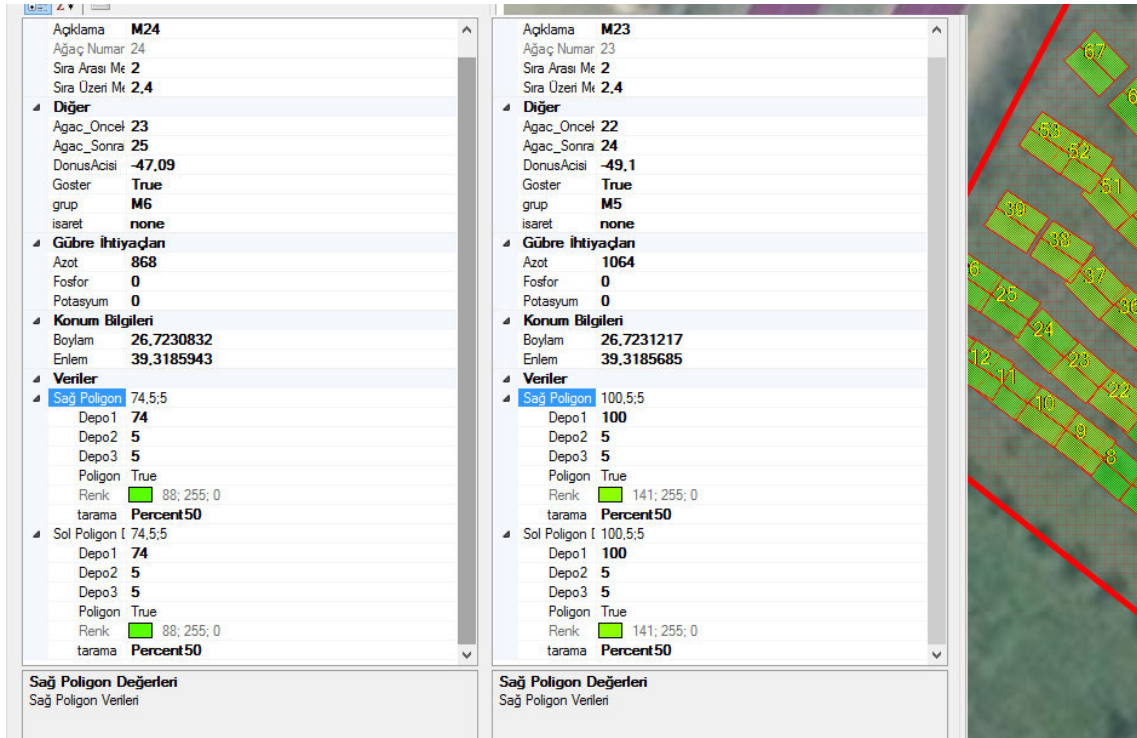 Açıklama M24
Ağaç Numar 24
Sıra Arası Me 2
Sıra Üzeri Me 2,4
Diğer
Agac_Oncek 23
Agac_Sonra 25
DonusAcisi -47,09
Goster True
grup M6
isaret none
Gübre İhtiyaçları
Azot 868
Fosfor 0
Potasyum 0
Konum Bilgileri
Boylam 26,7230832
Enlem 39,3185943
Veriler
Sağ Poligon 74,5;5
Depo1 74
Depo2 5
Depo3 5
Poligon True
Renk 88; 255; 0
tarama Percent50
Sol Poligon D 74,5;5
Depo1 74
Depo2 5
Depo3 5
Poligon True
Renk 88; 255; 0
tarama Percent50
Sağ Poligon Değerleri
Sağ Poligon Verileri
Açıklama M23
Ağaç Numar 23
Sıra Arası Me 2
Sıra Üzeri Me 2,4
Diğer
Agac_Oncek 22
Agac_Sonra 24
DonusAcisi -49,1
Goster True
grup M5
isaret none
Gübre İhtiyaçları
Azot 1064
Fosfor 0
Potasyum 0
Konum Bilgileri
Boylam 26,7231217
Enlem 39,3185685
Veriler
Sağ Poligon 100,5;5
Depo1 100
Depo2 5
Depo3 5
Poligon True
Renk 141; 255; 0
tarama Percent50
Sol Poligon D 100,5;5
Depo1 100
Depo2 5
Depo3 5
Poligon True
Renk 141; 255; 0
tarama Percent50
Sağ Poligon Değerleri
Sağ Poligon Verileri
67
53
52
51
39
38
37
36
25
24
23
22
12
11
10
9
8